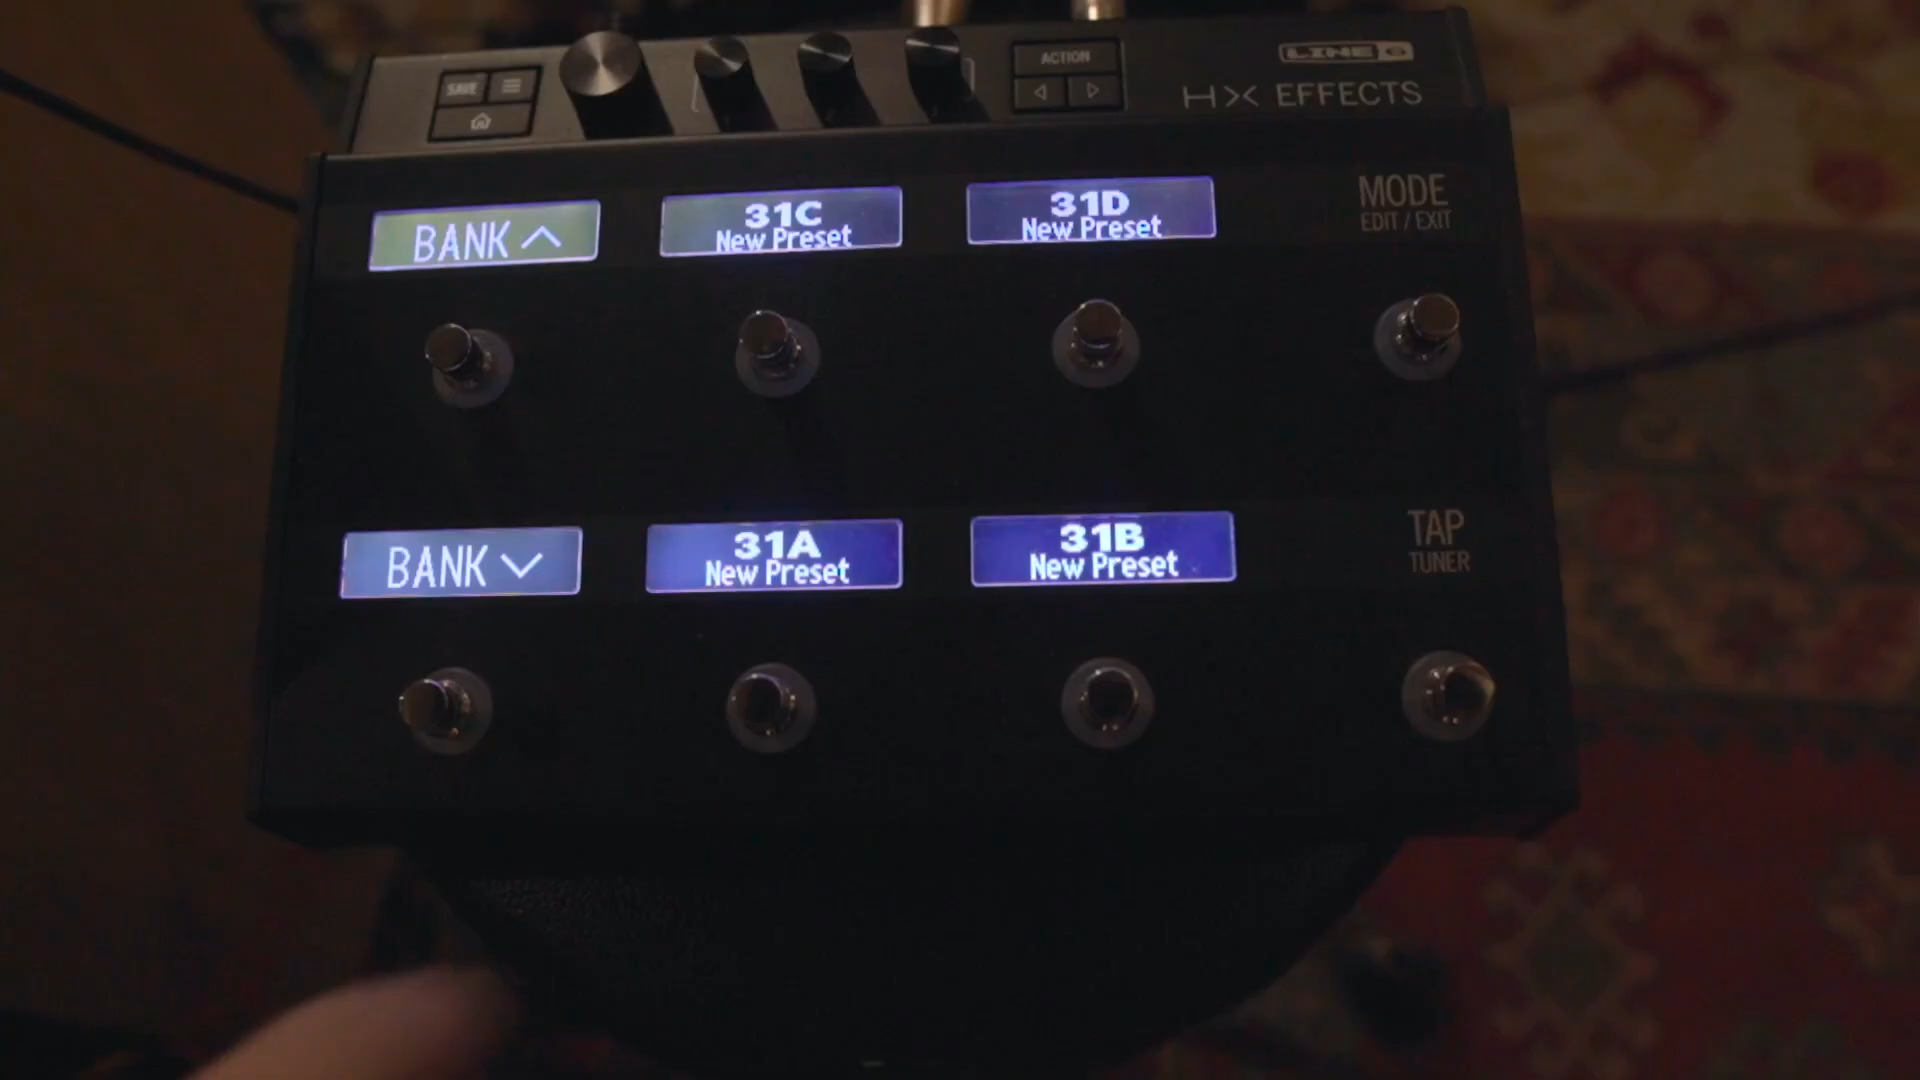 SAVE
ACTION
LINE 6
HX EFFECTS
BANK
31C
New Preset
31D
New Preset
MODE
EDIT / EXIT
BANK
31A
New Preset
31B
New Preset
TAP
TUNER